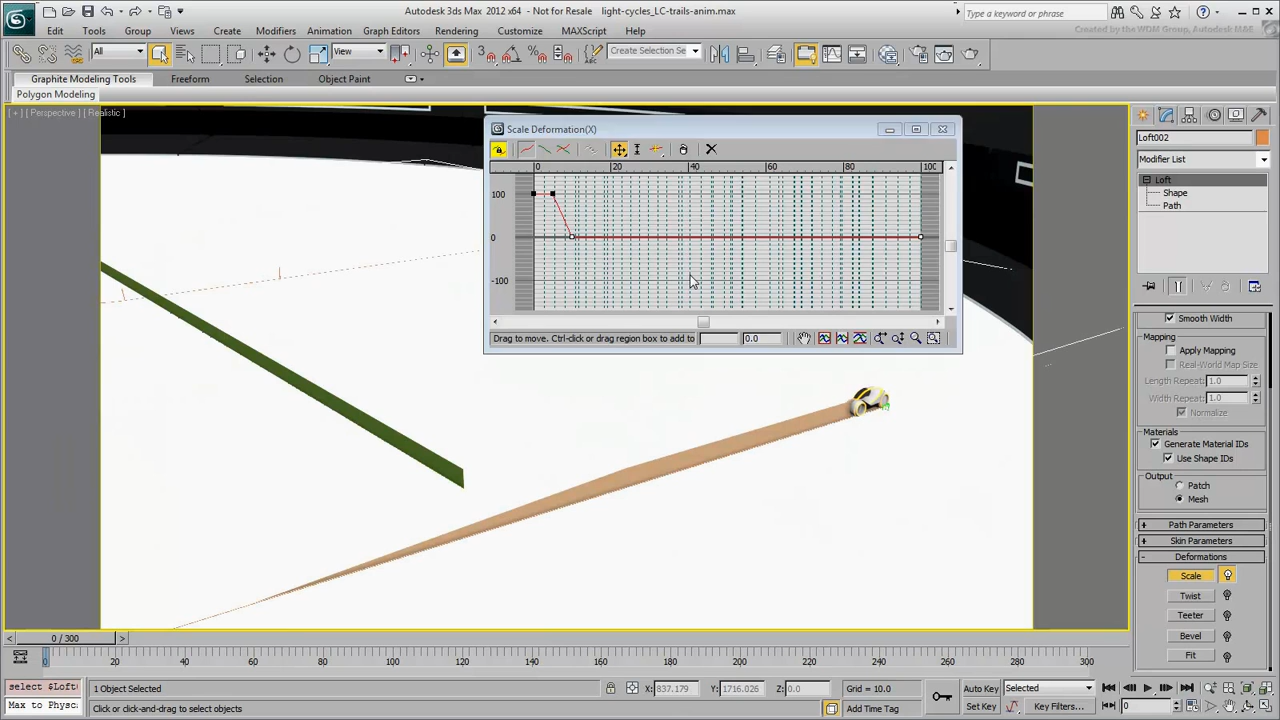 Autodesk 3ds Max 2012 x64 - Not for Resale light-cycles_LC-trails-anim.max
Type a keyword or phrase
Created by the WDM Group, Autodesk M&E
Edit Tools Group Views Create Modifiers Animation Graph Editors Rendering Customize MAXScript Help
All View Create Selection Se
Graphite Modeling Tools Freeform Selection Object Paint
Polygon Modeling
[ + ] [ Perspective ] [ Realistic ]
Scale Deformation(X)
0 20 40 60 80 100
100
0
-100
Drag to move. Ctrl-click or drag region box to add to 0.0
Loft002
Modifier List
Loft
Shape
Path
Smooth Width
Mapping
Apply Mapping
Real-World Map Size
Length Repeat: 1.0
Width Repeat: 1.0
Normalize
Materials
Generate Material IDs
Use Shape IDs
Output
Patch
Mesh
+ Path Parameters
+ Skin Parameters
- Deformations
Scale
Twist
Teeter
Bevel
Fit
< 0 / 300 >
0 20 40 60 80 100 120 140 160 180 200 220 240 260 280 300
select $Loft 1 Object Selected X: 837.179 Y: 1716.026 Z: 0.0 Grid = 10.0 Auto Key Selected
Max to Physc Click or click-and-drag to select objects Add Time Tag Set Key Key Filters... 0